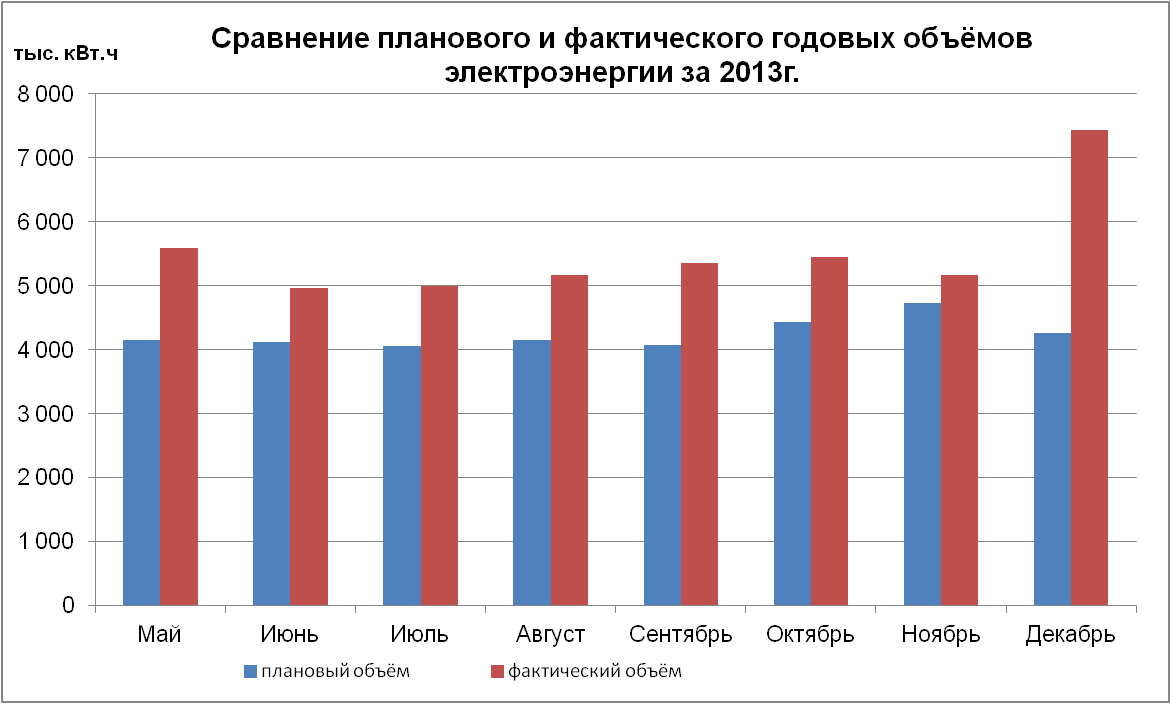 тыс. кВт.ч
Сравнение планового и фактического годовых объёмов
электроэнергии за 2013г.
8 000
7 000
6 000
5 000
4 000
3 000
2 000
1 000
0
Май Июнь Июль Август Сентябрь Октябрь Ноябрь Декабрь
плановый объём фактический объём